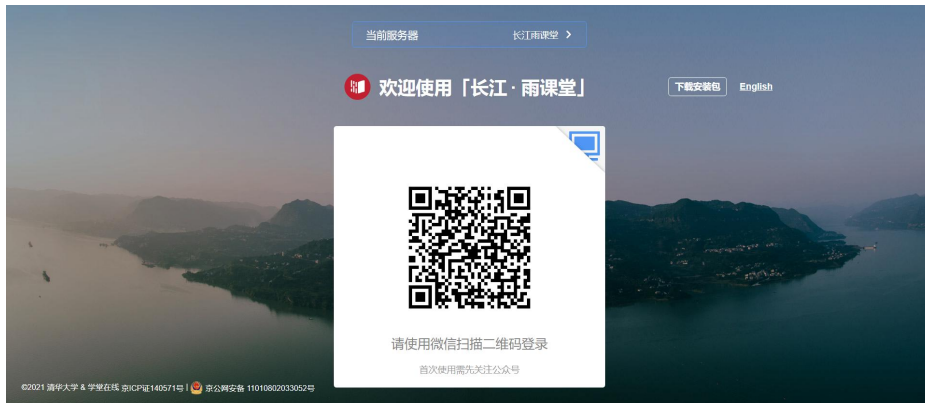 当前服务器 长江雨课堂
欢迎使用「长江·雨课堂」 下载安装包 English
请使用微信扫描二维码登录
首次使用需先关注公众号
©2021 清华大学 & 学堂在线 京ICP证140571号 | 京公网安备 11010802033052号